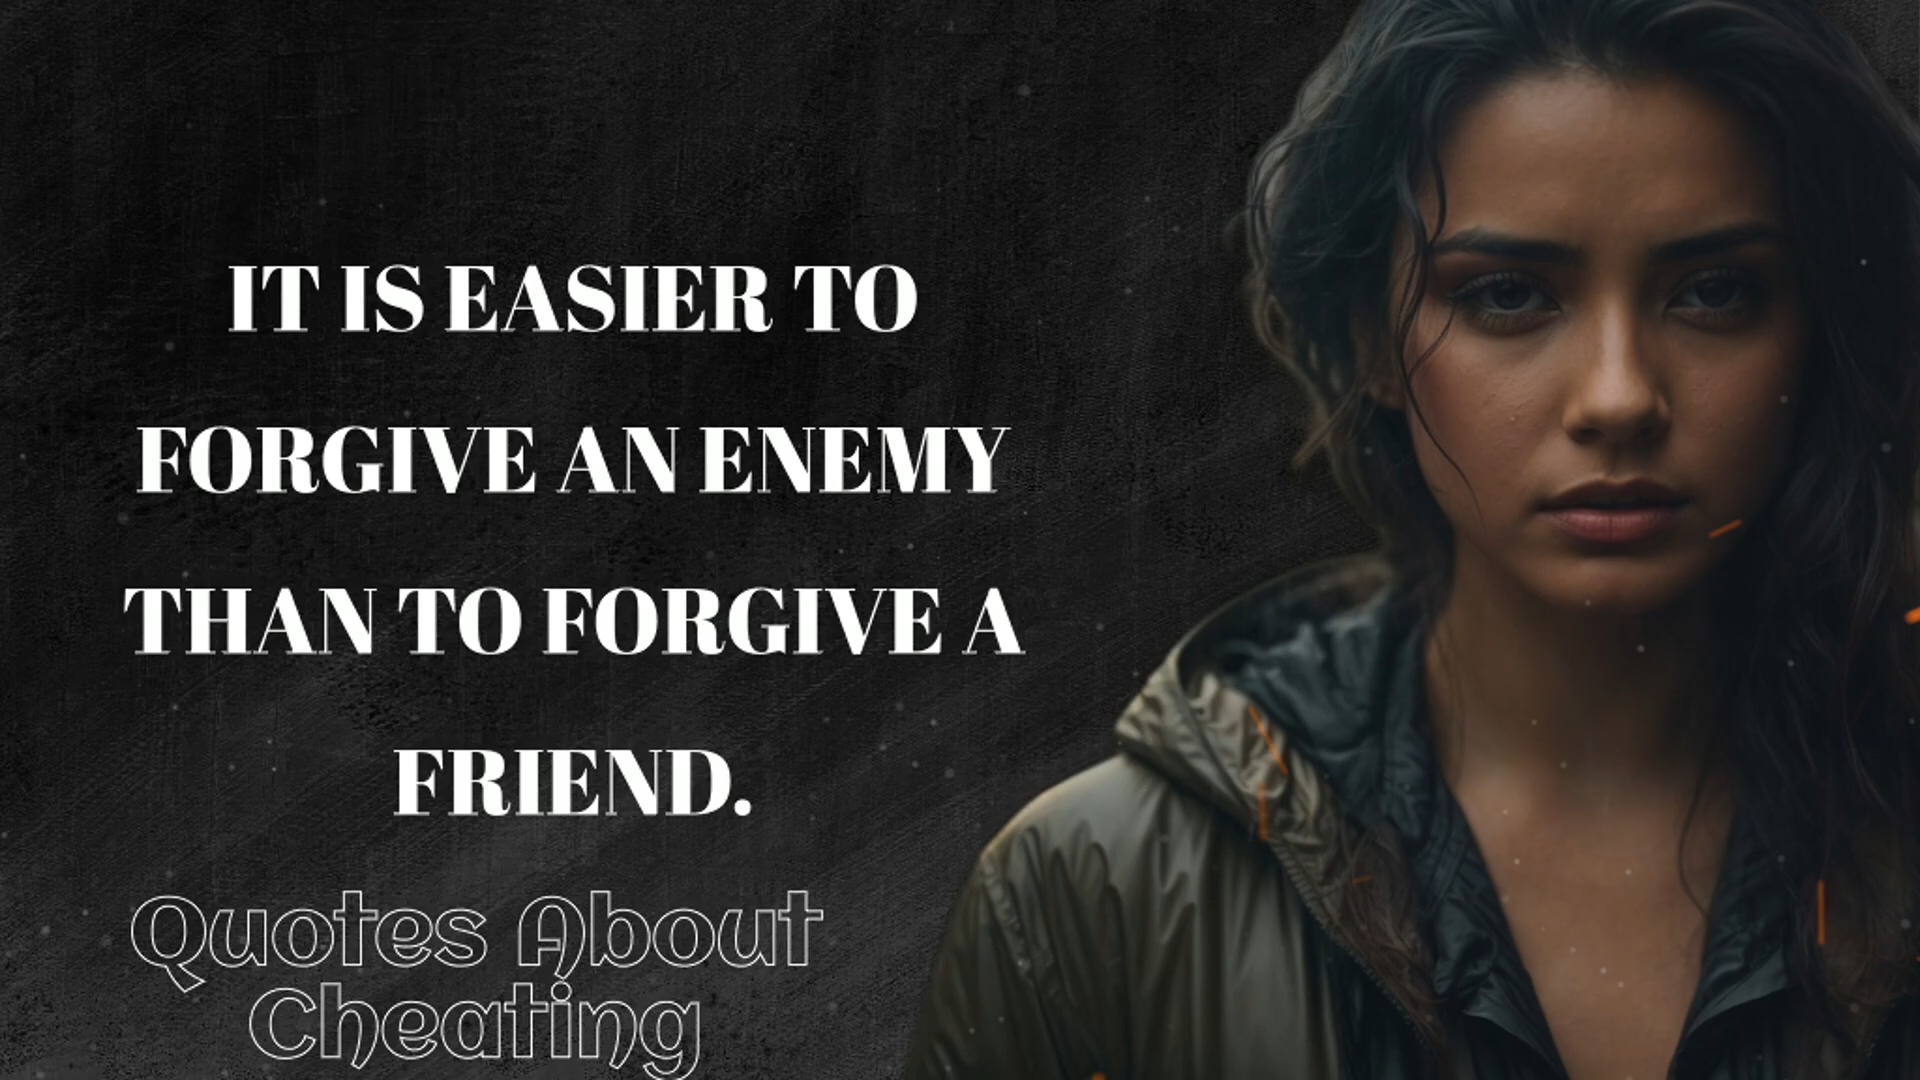 IT IS EASIER TO
FORGIVE AN ENEMY
THAN TO FORGIVE A
FRIEND.
Quotes About
Cheating